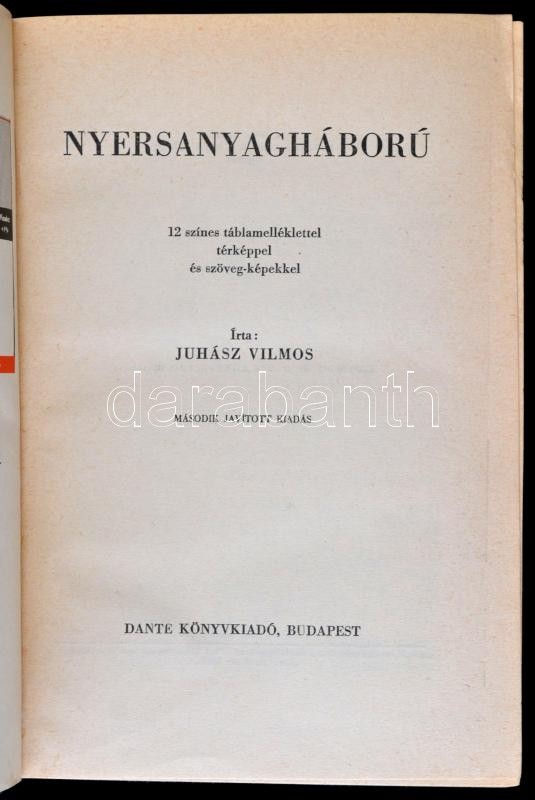 NYERSANYAGHÁBORÚ
12 színes táblamelléklettel
térképpel
és szöveg-képekkel
Írta:
JUHÁSZ VILMOS
darabanth
MÁSODIK JAVÍTOTT KIADÁS
DANTE KÖNYVKIADÓ, BUDAPEST